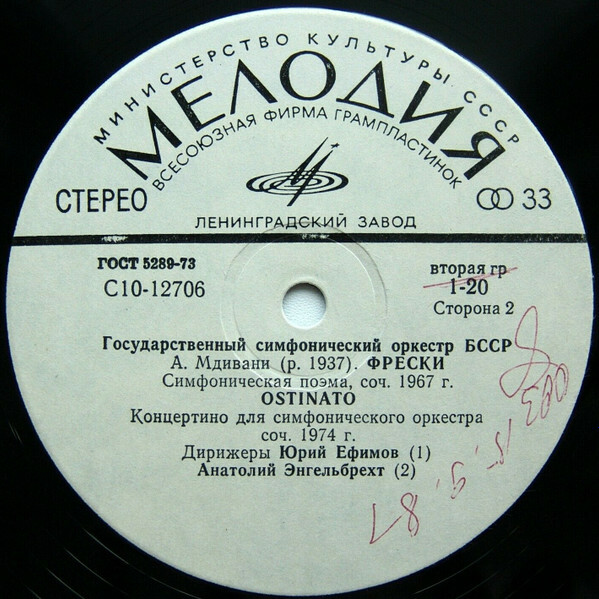 МИНИСТЕРСТВО КУЛЬТУРЫ СССР
МЕЛОДИЯ
ВСЕСОЮЗНАЯ ФИРМА ГРАМПЛАСТИНОК
СТЕРЕО
33
ЛЕНИНГРАДСКИЙ ЗАВОД
ГОСТ 5289-73
вторая гр
С10-12706
1-20
Сторона 2
Государственный симфонический оркестр БССР
А. Мдивани (р. 1937). ФРЕСКИ
Симфоническая поэма, соч. 1967 г.
OSTINATO
Концертино для симфонического оркестра
соч. 1974 г.
Дирижеры Юрий Ефимов (1)
Анатолий Энгельбрехт (2)